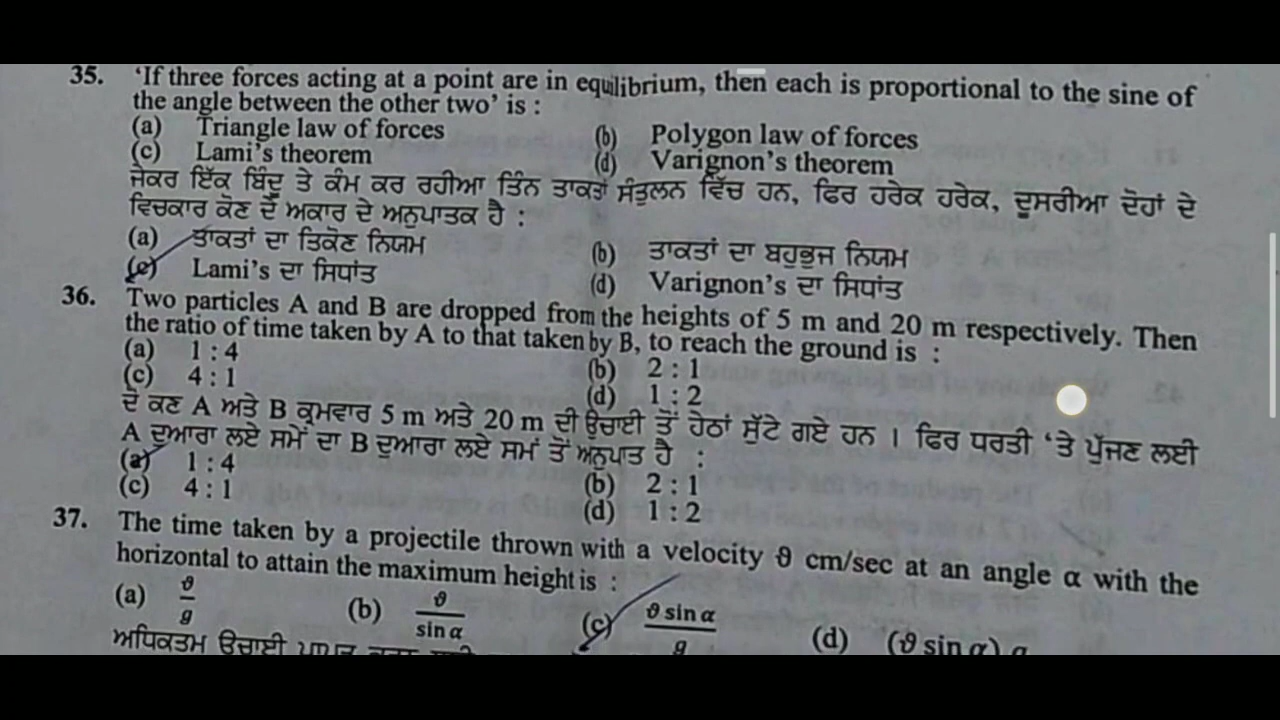 35. ‘If three forces acting at a point are in equilibrium, then each is proportional to the sine of
the angle between the other two’ is :
(a) Triangle law of forces (b) Polygon law of forces
(c) Lami’s theorem (d) Varignon’s theorem
ਜੇਕਰ ਇੱਕ ਬਿੰਦੂ ਤੇ ਕੰਮ ਕਰ ਰਹੀਆ ਤਿੰਨ ਤਾਕਤਾਂ ਸੰਤੁਲਨ ਵਿੱਚ ਹਨ, ਫਿਰ ਹਰੇਕ ਹਰੇਕ, ਦੂਸਰੀਆ ਦੋਹਾਂ ਦੇ
ਵਿਚਕਾਰ ਕੋਣ ਦੇ ਅਕਾਰ ਦੇ ਅਨੁਪਾਤਕ ਹੈ :
(a) ਤਾਕਤਾਂ ਦਾ ਤਿਕੋਣ ਨਿਯਮ (b) ਤਾਕਤਾਂ ਦਾ ਬਹੁਭੁਜ ਨਿਯਮ
(c) Lami’s ਦਾ ਸਿਧਾਂਤ (d) Varignon’s ਦਾ ਸਿਧਾਂਤ
36. Two particles A and B are dropped from the heights of 5 m and 20 m respectively. Then
the ratio of time taken by A to that taken by B, to reach the ground is :
(a) 1 : 4 (b) 2 : 1
(c) 4 : 1 (d) 1 : 2
ਦੋ ਕਣ A ਅਤੇ B ਕ੍ਰਮਵਾਰ 5 m ਅਤੇ 20 m ਦੀ ਉਚਾਈ ਤੋਂ ਹੇਠਾਂ ਸੁੱਟੇ ਗਏ ਹਨ । ਫਿਰ ਧਰਤੀ ‘ਤੇ ਪੁੱਜਣ ਲਈ
A ਦੁਆਰਾ ਲਏ ਸਮੇਂ ਦਾ B ਦੁਆਰਾ ਲਏ ਸਮਾਂ ਤੋਂ ਅਨੁਪਾਤ ਹੈ :
(a) 1 : 4 (b) 2 : 1
(c) 4 : 1 (d) 1 : 2
37. The time taken by a projectile thrown with a velocity ϑ cm/sec at an angle α with the
horizontal to attain the maximum height is :
(a) ϑ/g (b) ϑ/sin α (c) ϑ sin α/g (d) (ϑ sin α) g
ਅਧਿਕਤਮ ਉਚਾਈ